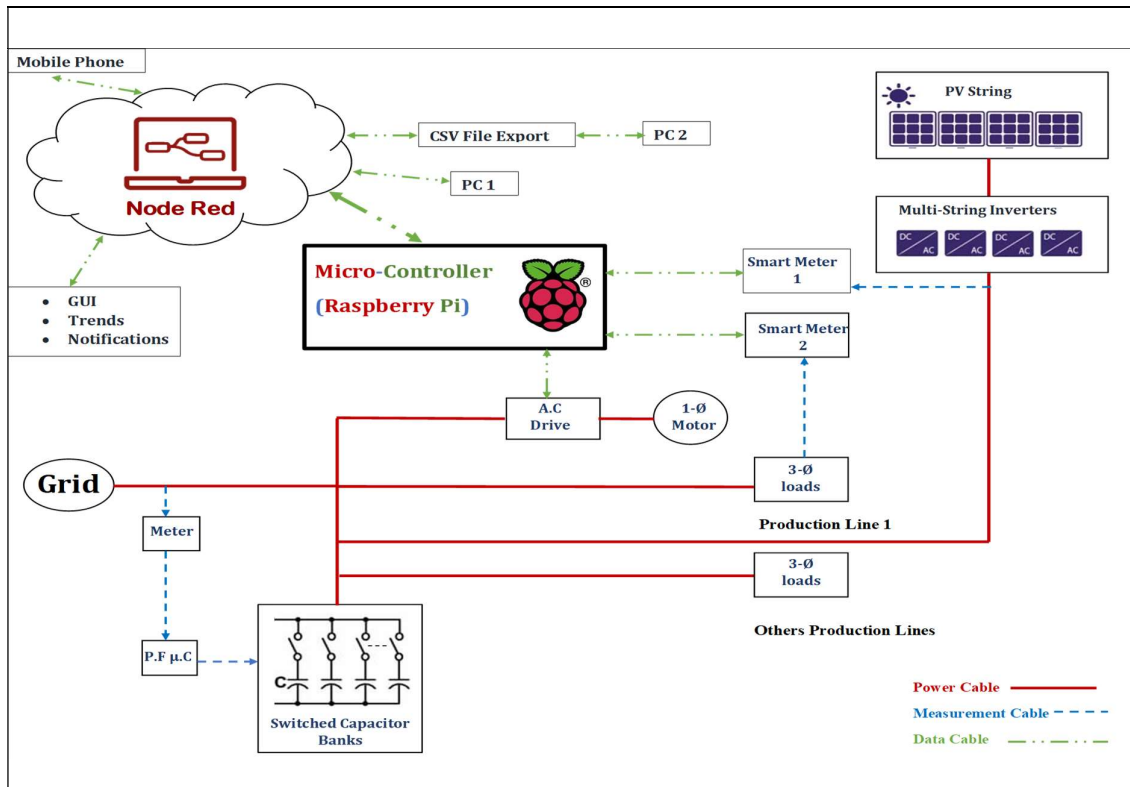 Mobile Phone
Node Red
CSV File Export
PC 2
PC 1
GUI
Trends
Notifications
Micro-Controller
(Raspberry Pi)
®
PV String
Multi-String Inverters
DC
AC
DC
AC
DC
AC
DC
AC
Smart Meter
1
Smart Meter
2
A.C
Drive
1-Ø
Motor
Grid
3-Ø
loads
Meter
Production Line 1
3-Ø
loads
Others Production Lines
P.F μ.C
C
Switched Capacitor
Banks
Power Cable
Measurement Cable
Data Cable